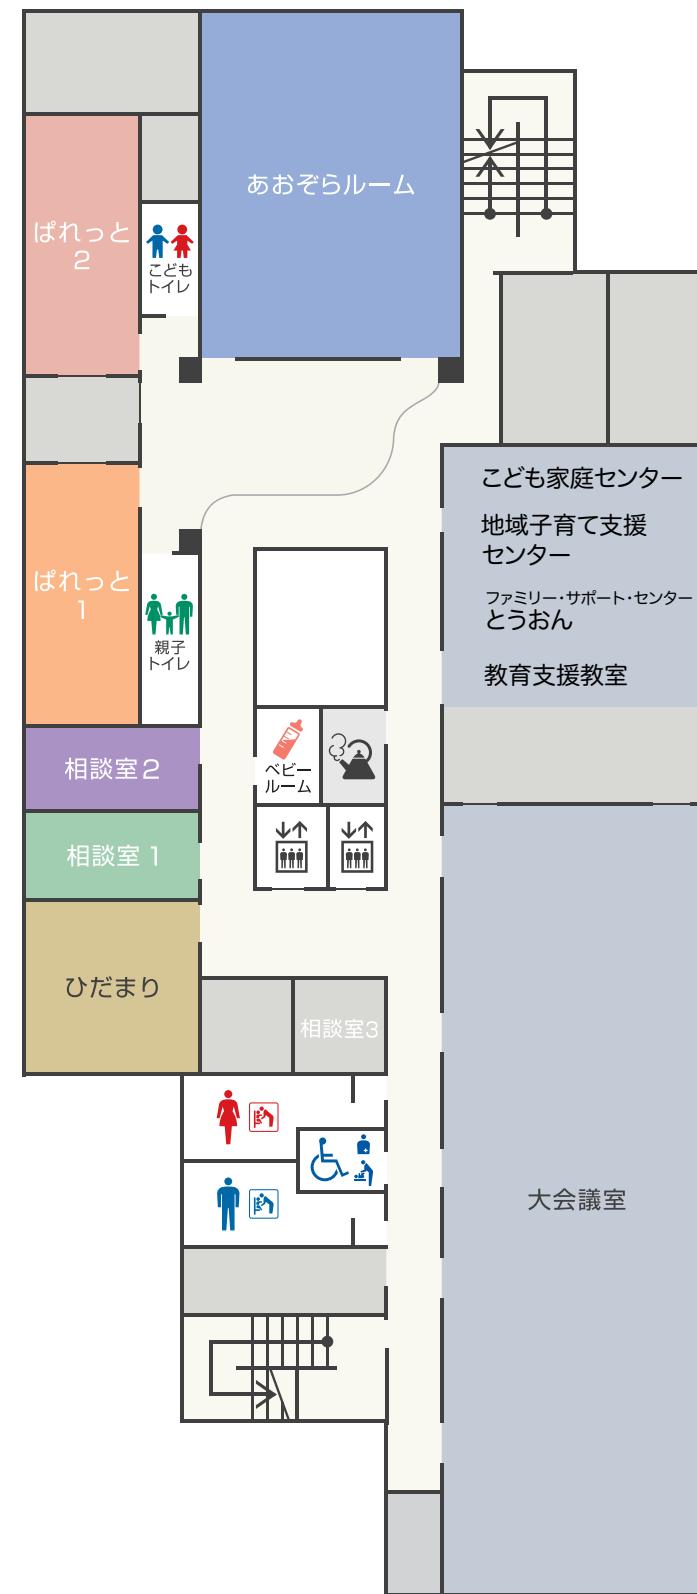 あおぞらルーム
ぱれっと
2
こども
トイレ
こども家庭センター
地域子育て支援
センター
ファミリー・サポート・センター
とうおん
教育支援教室
ぱれっと
1
親子
トイレ
相談室2
ベビー
ルーム
相談室1
ひだまり
相談室3
大会議室